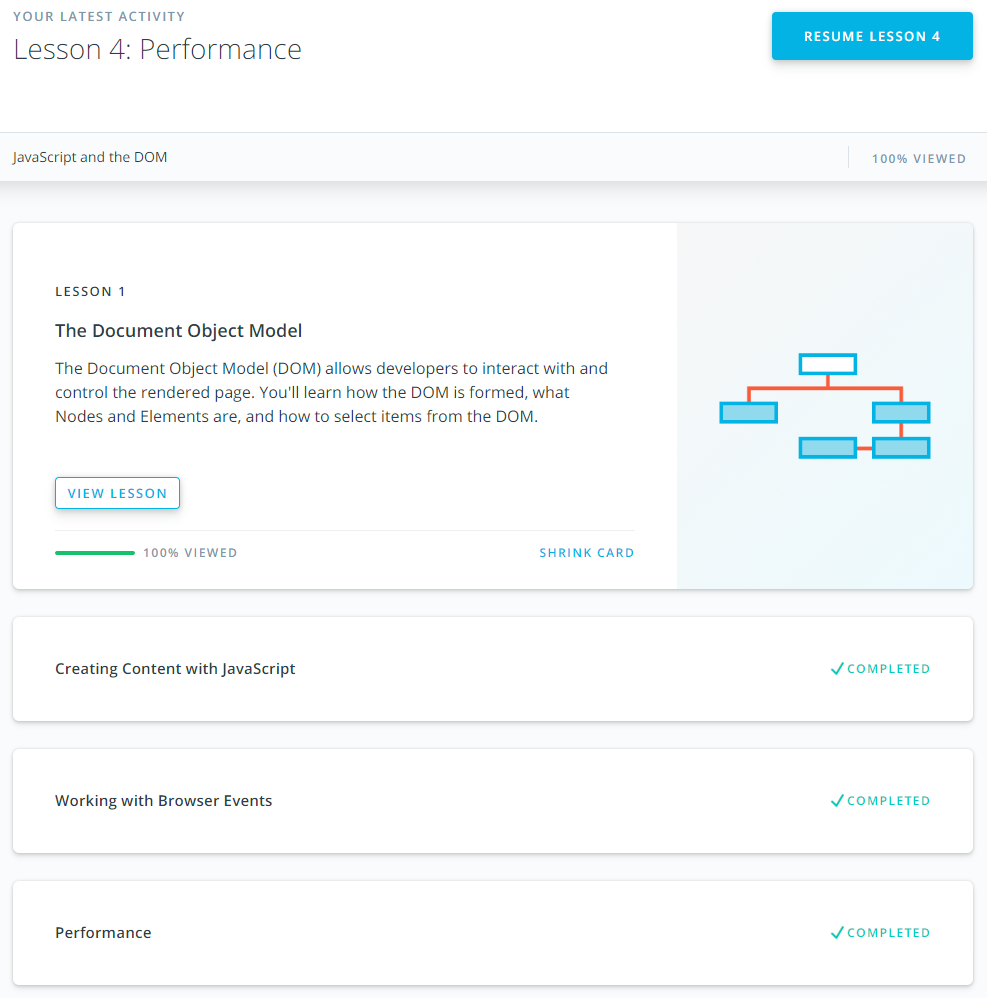 YOUR LATEST ACTIVITY
Lesson 4: Performance
RESUME LESSON 4
JavaScript and the DOM
100% VIEWED
LESSON 1
The Document Object Model
The Document Object Model (DOM) allows developers to interact with and
control the rendered page. You'll learn how the DOM is formed, what
Nodes and Elements are, and how to select items from the DOM.
VIEW LESSON
100% VIEWED
SHRINK CARD
Creating Content with JavaScript
COMPLETED
Working with Browser Events
COMPLETED
Performance
COMPLETED